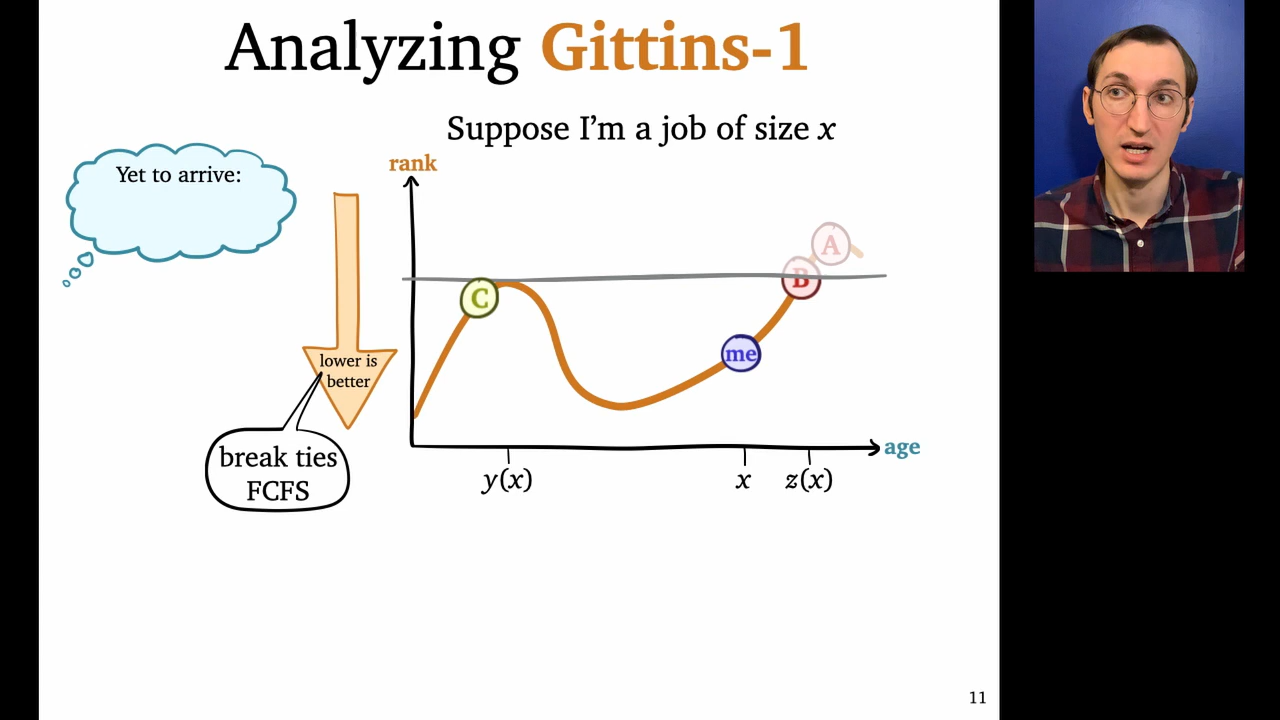 Analyzing Gittins-1
Suppose I'm a job of size x
rank
Yet to arrive:
A
B
C
me
lower is
better
break ties
FCFS
age
y(x)
x
z(x)
11